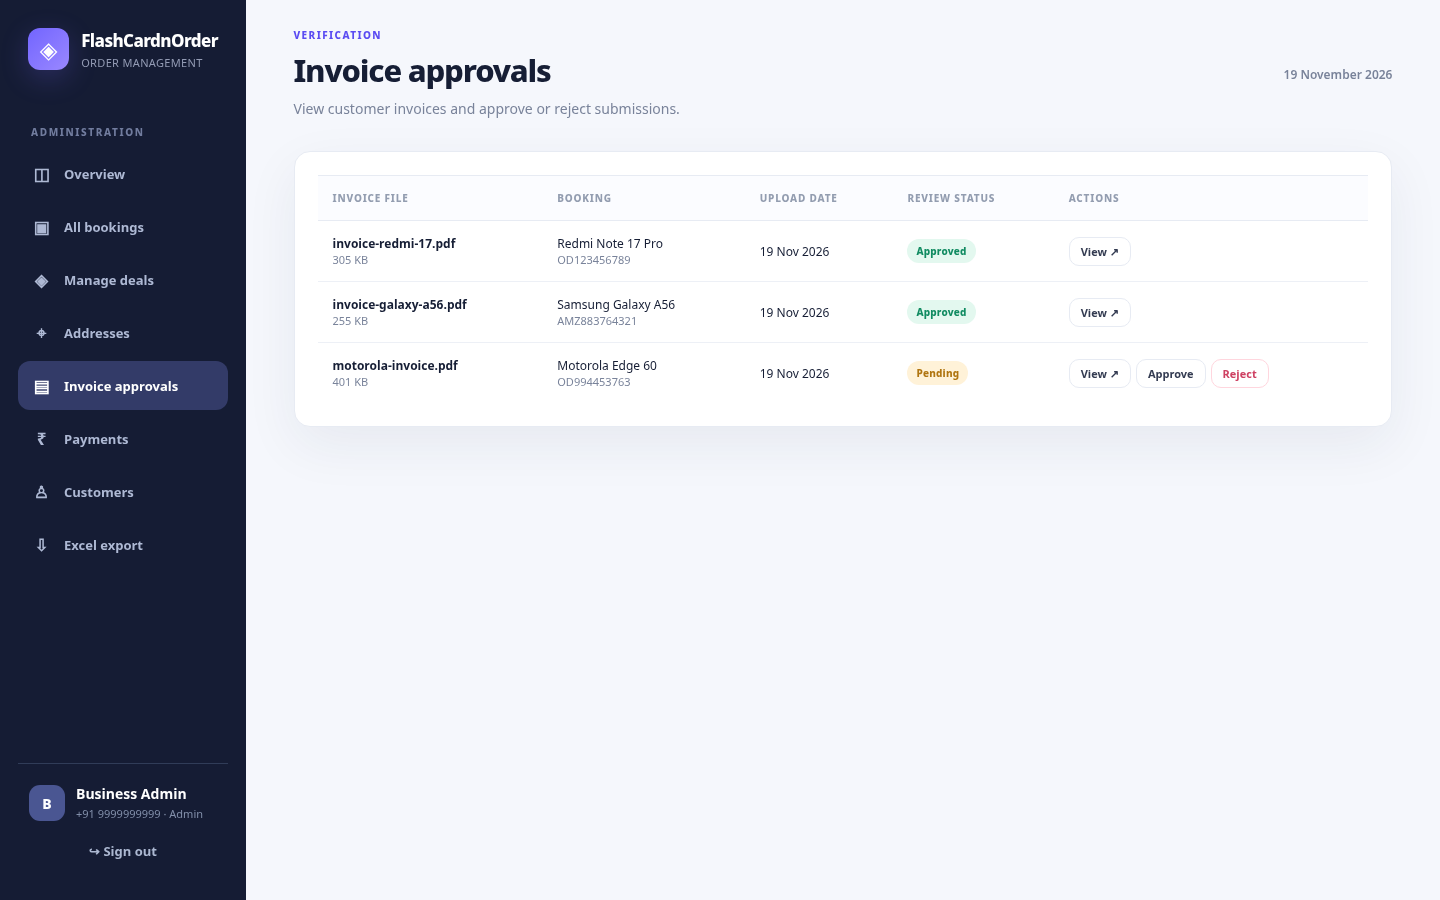 FlashCardnOrder
ORDER MANAGEMENT
ADMINISTRATION
Overview
All bookings
Manage deals
Addresses
Invoice approvals
₹ Payments
Customers
Excel export
B
Business Admin
+91 9999999999 · Admin
↪ Sign out
VERIFICATION
Invoice approvals
19 November 2026
View customer invoices and approve or reject submissions.
INVOICE FILE BOOKING UPLOAD DATE REVIEW STATUS ACTIONS
invoice-redmi-17.pdf Redmi Note 17 Pro 19 Nov 2026 Approved View ↗
305 KB OD123456789
invoice-galaxy-a56.pdf Samsung Galaxy A56 19 Nov 2026 Approved View ↗
255 KB AMZ883764321
motorola-invoice.pdf Motorola Edge 60 19 Nov 2026 Pending View ↗ Approve Reject
401 KB OD994453763